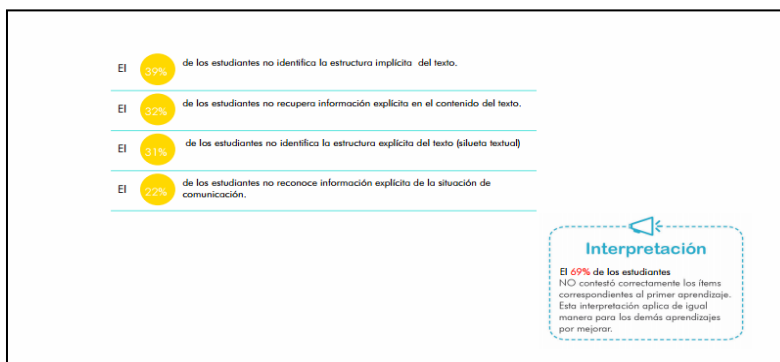 El 39% de los estudiantes no identifica la estructura implícita del texto.
El 32% de los estudiantes no recupera información explícita en el contenido del texto.
El 31% de los estudiantes no identifica la estructura explícita del texto (silueta textual)
El 22% de los estudiantes no reconoce información explícita de la situación de
comunicación.
Interpretación
El 69% de los estudiantes
NO contestó correctamente los ítems
correspondientes al primer aprendizaje.
Esta interpretación aplica de igual
manera para los demás aprendizajes
por mejorar.